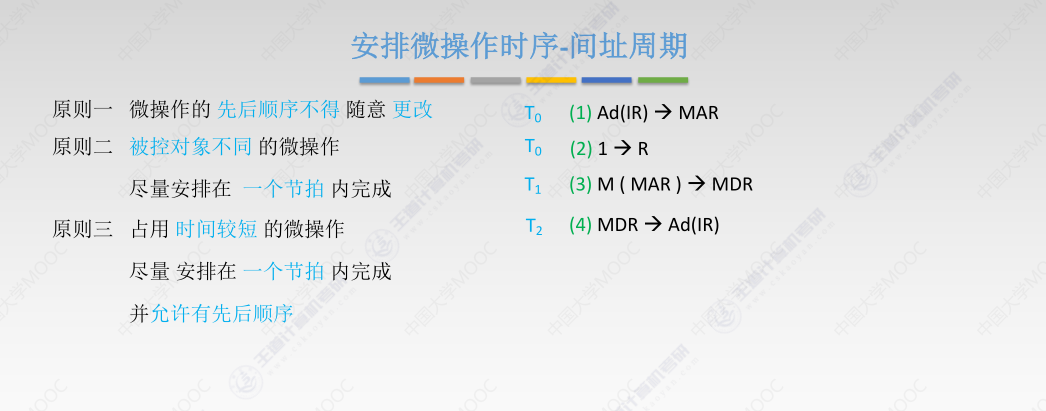 安排微操作时序-间址周期
原则一 微操作的 先后顺序不得 随意 更改
原则二 被控对象不同 的微操作
尽量安排在 一个节拍 内完成
原则三 占用 时间较短 的微操作
尽量 安排在 一个节拍 内完成
并允许有先后顺序
T₀ (1) Ad(IR) → MAR
T₀ (2) 1 → R
T₁ (3) M ( MAR ) → MDR
T₂ (4) MDR → Ad(IR)
中国大学MOOC
王道计算机考研